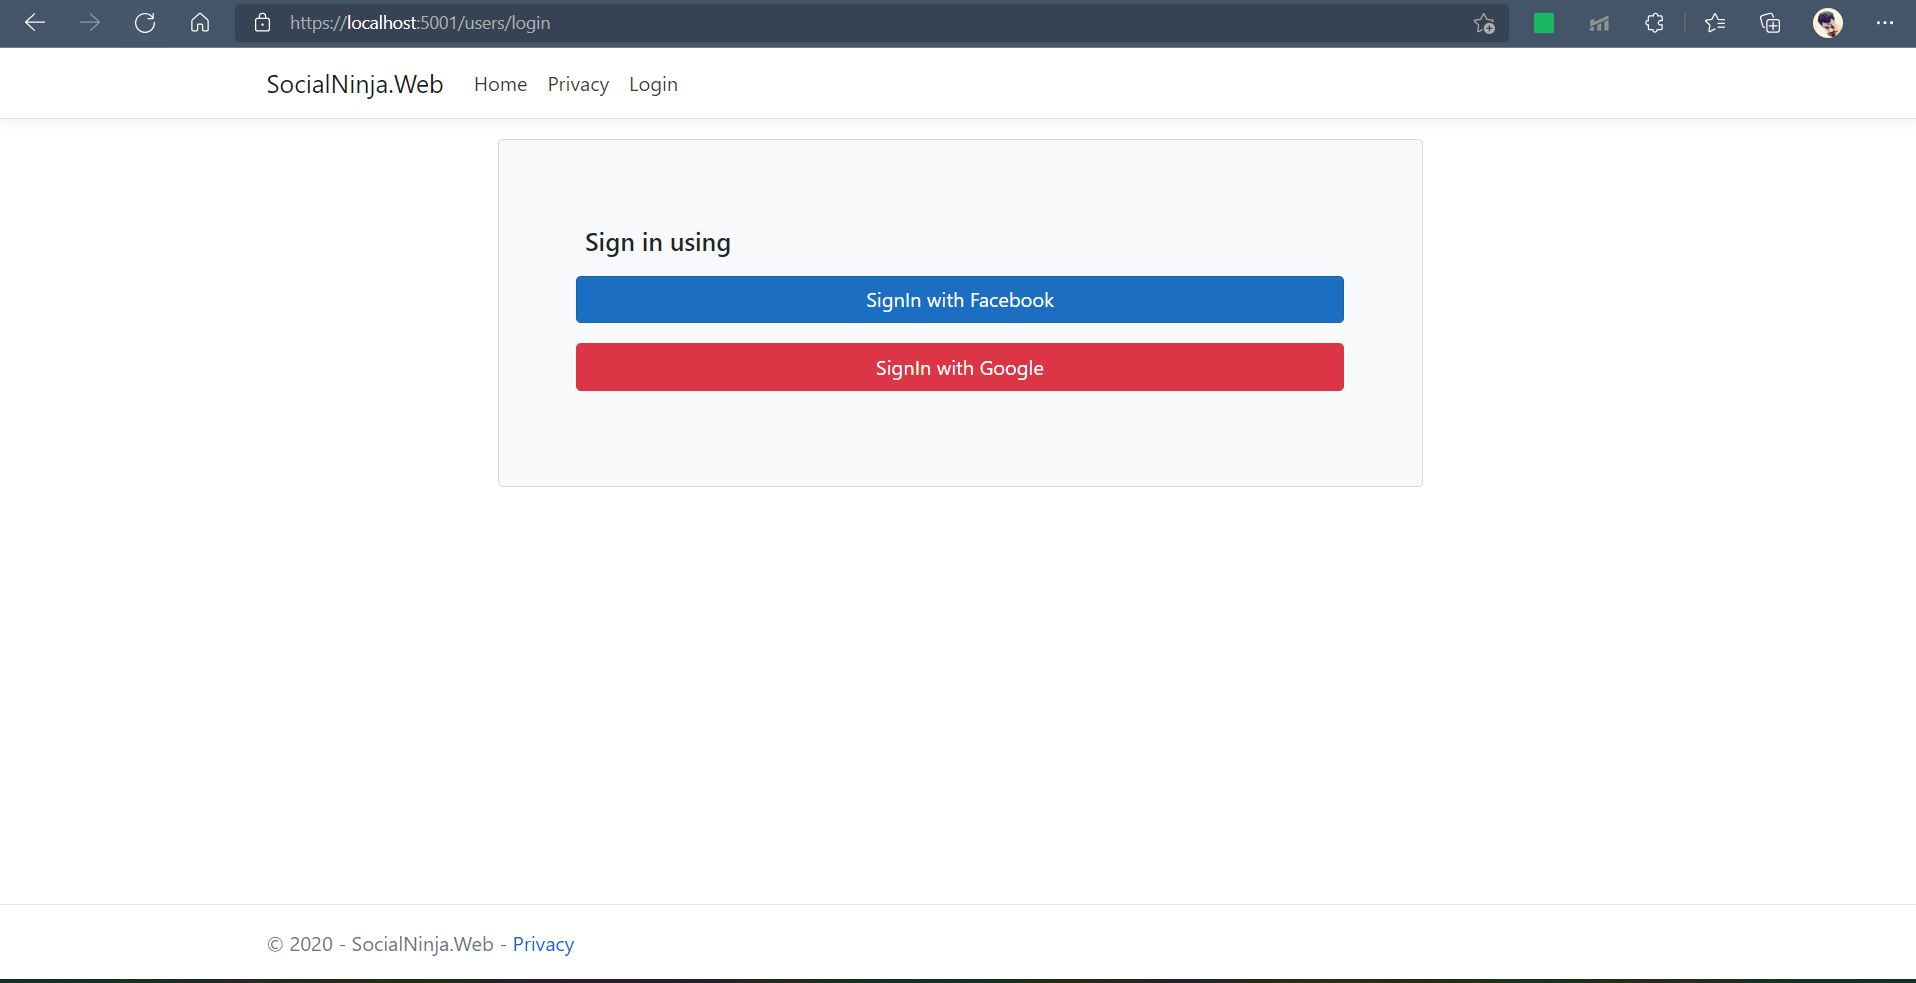 https://localhost:5001/users/login
SocialNinja.Web Home Privacy Login
Sign in using
SignIn with Facebook
SignIn with Google
© 2020 - SocialNinja.Web - Privacy